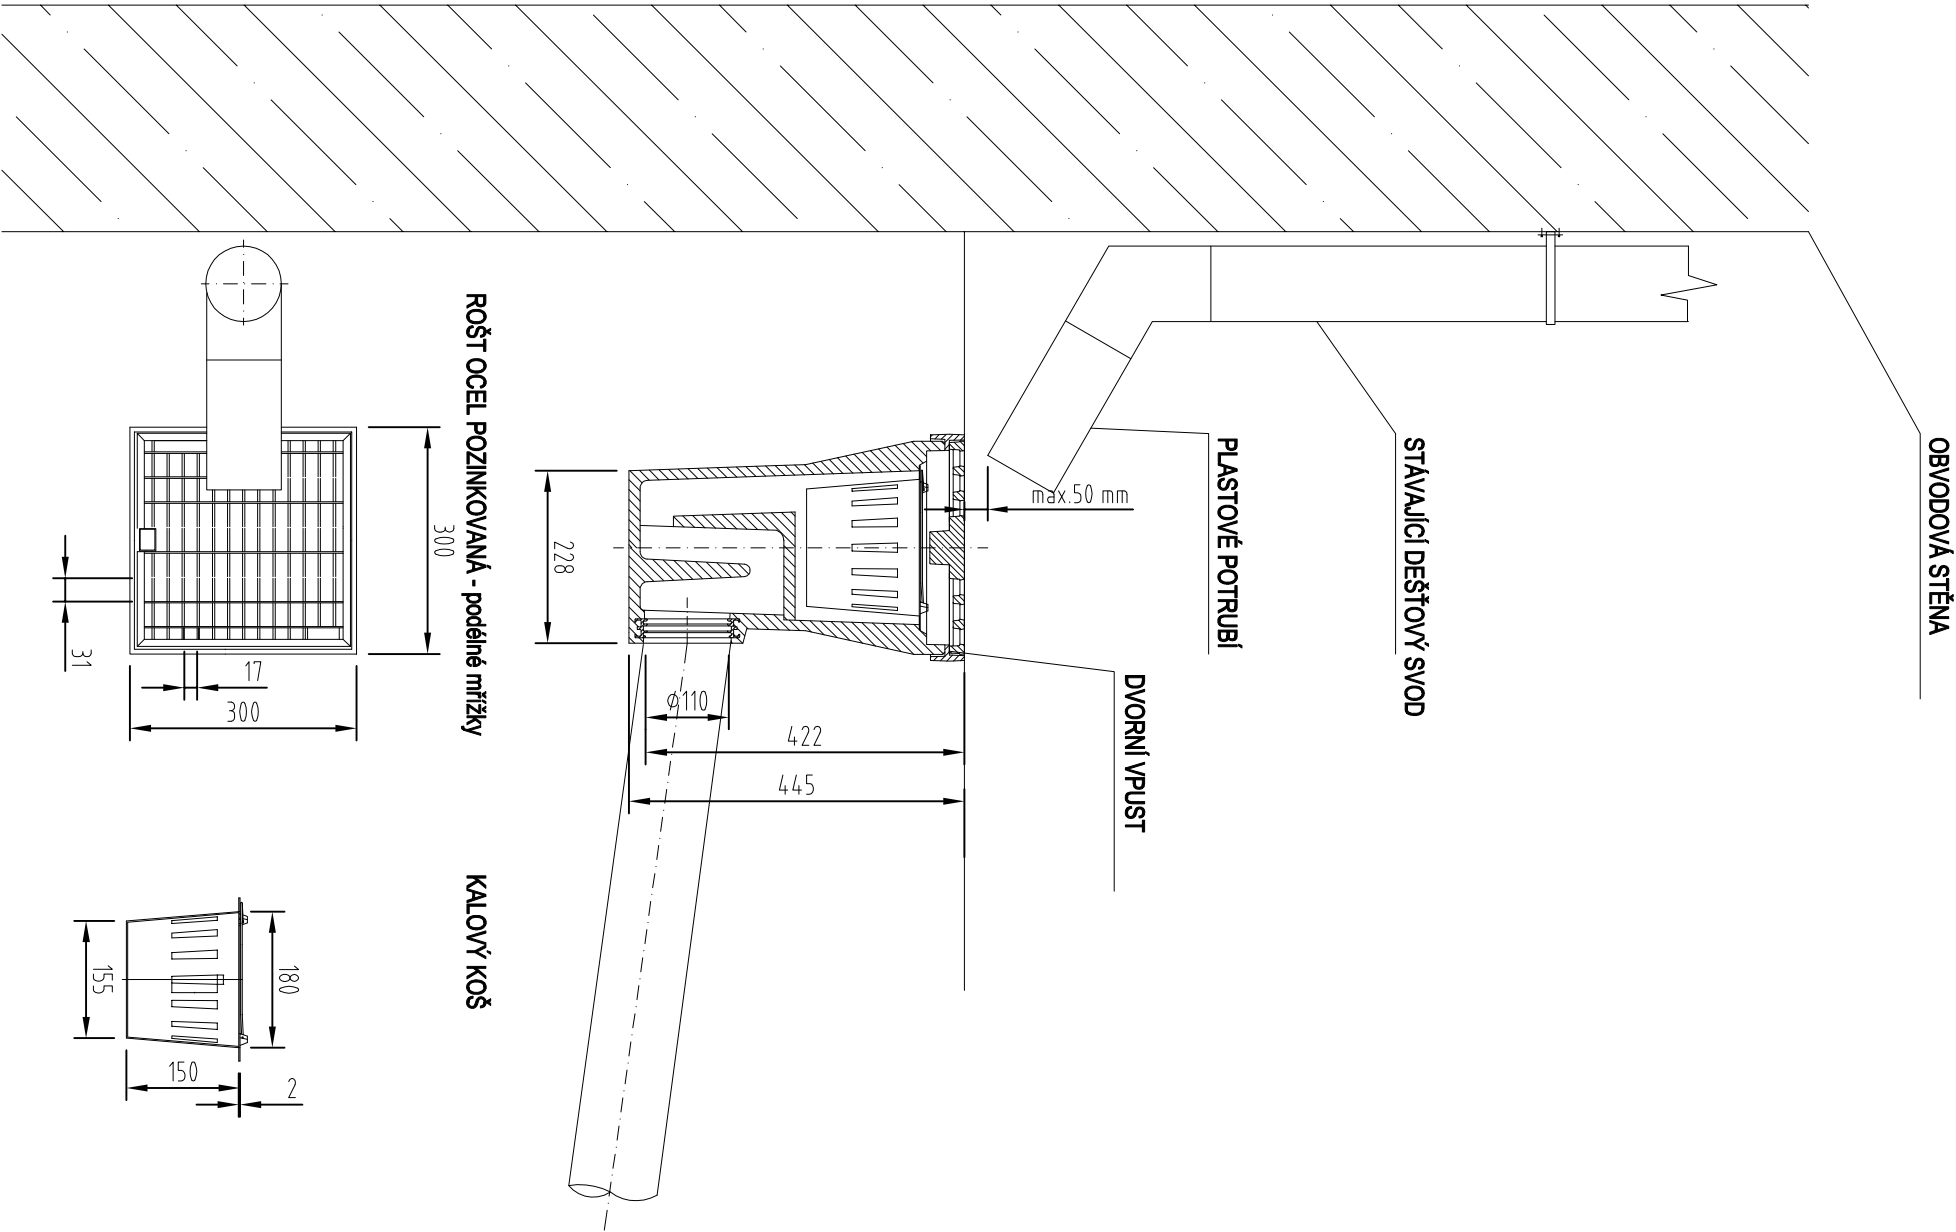 OBVODOVÁ STĚNA
STÁVAJÍCÍ DEŠŤOVÝ SVOD
PLASTOVÉ POTRUBÍ
DVORNÍ VPUST
max.50 mm
228
⌀110
422
445
ROŠT OCEL POZINKOVANÁ - podélné mřížky
300
31
17
300
KALOVÝ KOŠ
180
155
150
2